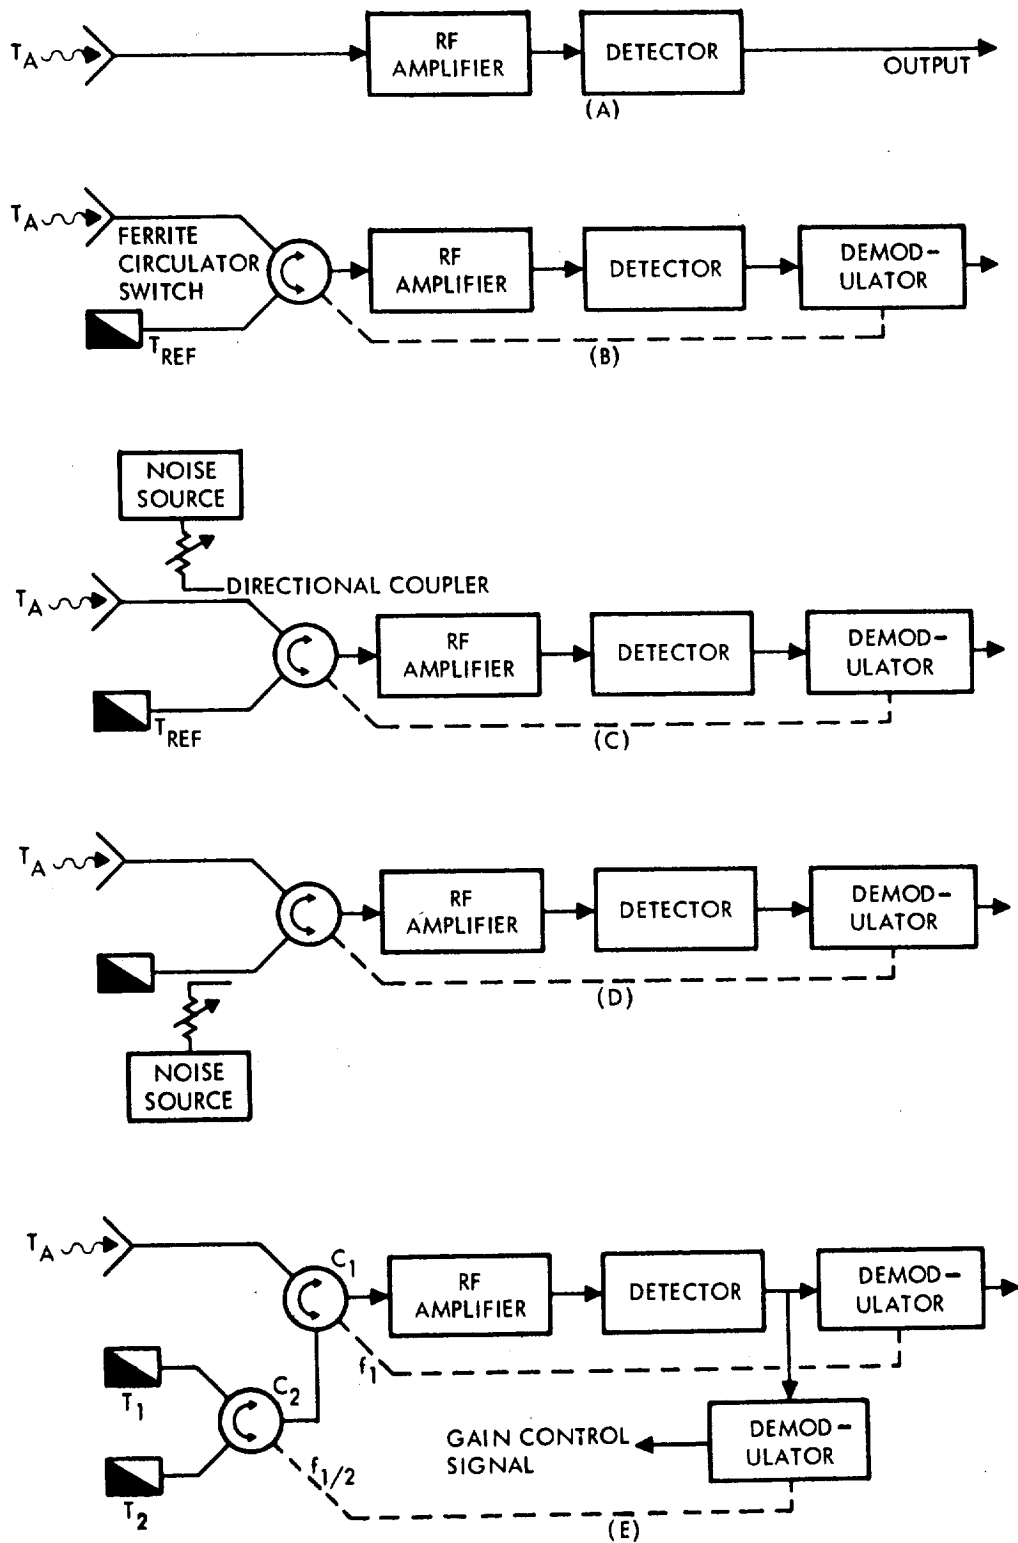 T_A
RF
AMPLIFIER
DETECTOR
OUTPUT
(A)
T_A
FERRITE
CIRCULATOR
SWITCH
T_REF
RF
AMPLIFIER
DETECTOR
DEMOD-
ULATOR
(B)
NOISE
SOURCE
DIRECTIONAL COUPLER
T_A
T_REF
RF
AMPLIFIER
DETECTOR
DEMOD-
ULATOR
(C)
T_A
RF
AMPLIFIER
DETECTOR
DEMOD-
ULATOR
(D)
NOISE
SOURCE
T_A
C_1
RF
AMPLIFIER
DETECTOR
DEMOD-
ULATOR
f_1
T_1
C_2
T_2
f_1/2
GAIN CONTROL
SIGNAL
DEMOD-
ULATOR
(E)